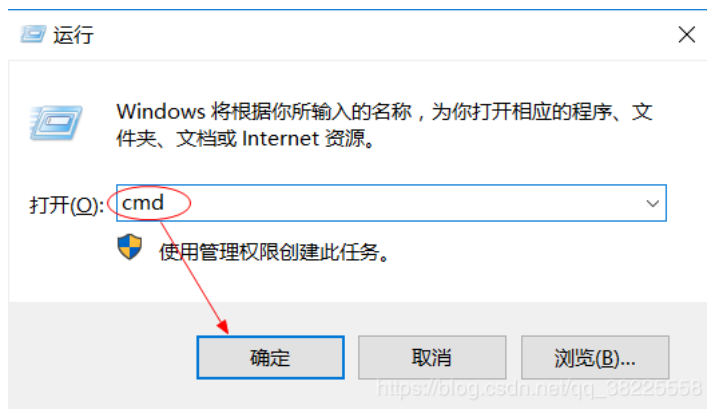 运行
Windows 将根据你所输入的名称，为你打开相应的程序、文
件夹、文档或 Internet 资源。
打开(O): cmd
使用管理权限创建此任务。
确定 取消 浏览(B)...
https://blog.csdn.net/qq_38225558